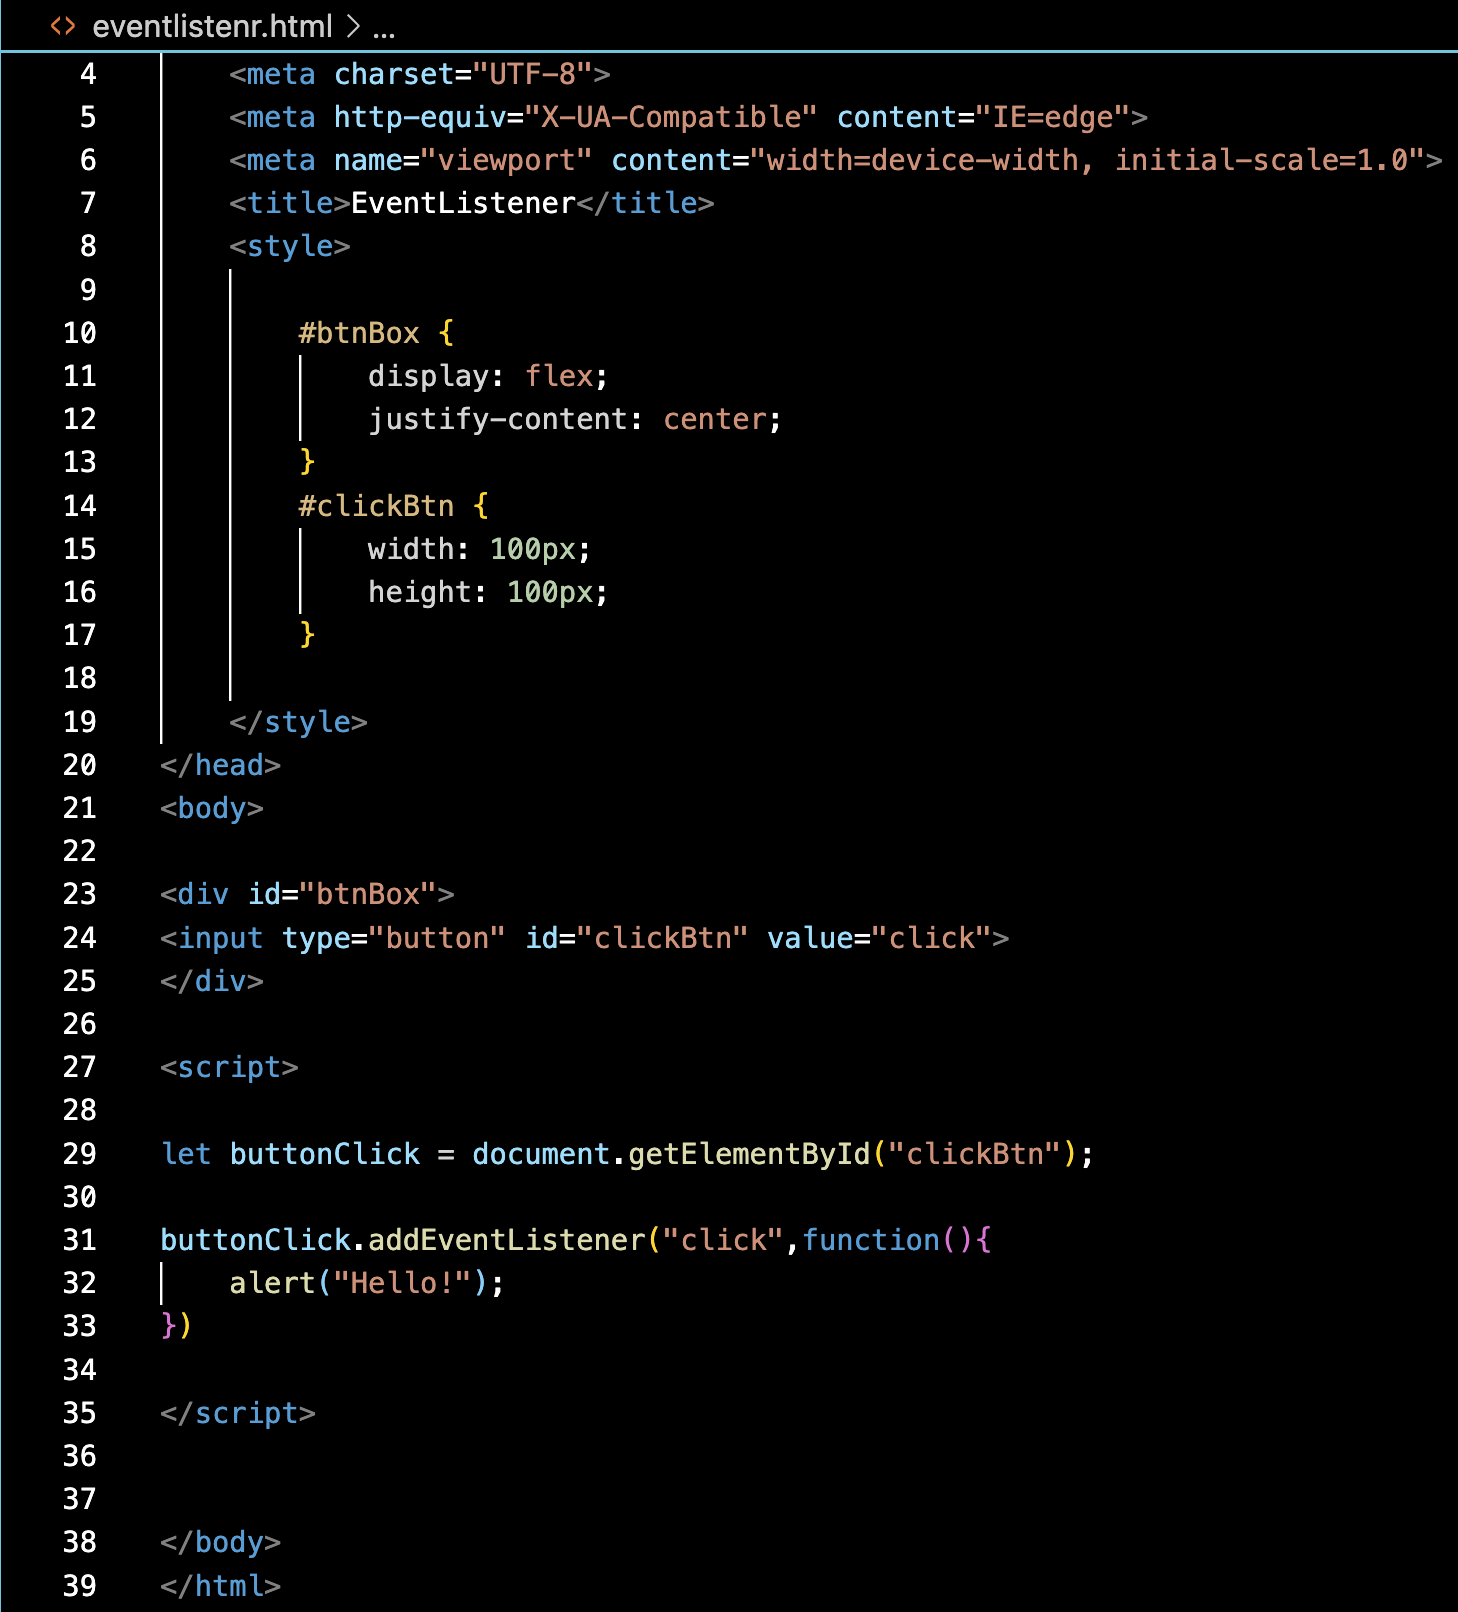 <> eventlistenr.html > ...
4 <meta charset="UTF-8">
5 <meta http-equiv="X-UA-Compatible" content="IE=edge">
6 <meta name="viewport" content="width=device-width, initial-scale=1.0">
7 <title>EventListener</title>
8 <style>
9
10 #btnBox {
11 display: flex;
12 justify-content: center;
13 }
14 #clickBtn {
15 width: 100px;
16 height: 100px;
17 }
18
19 </style>
20 </head>
21 <body>
22
23 <div id="btnBox">
24 <input type="button" id="clickBtn" value="click">
25 </div>
26
27 <script>
28
29 let buttonClick = document.getElementById("clickBtn");
30
31 buttonClick.addEventListener("click",function(){
32 alert("Hello!");
33 })
34
35 </script>
36
37
38 </body>
39 </html>